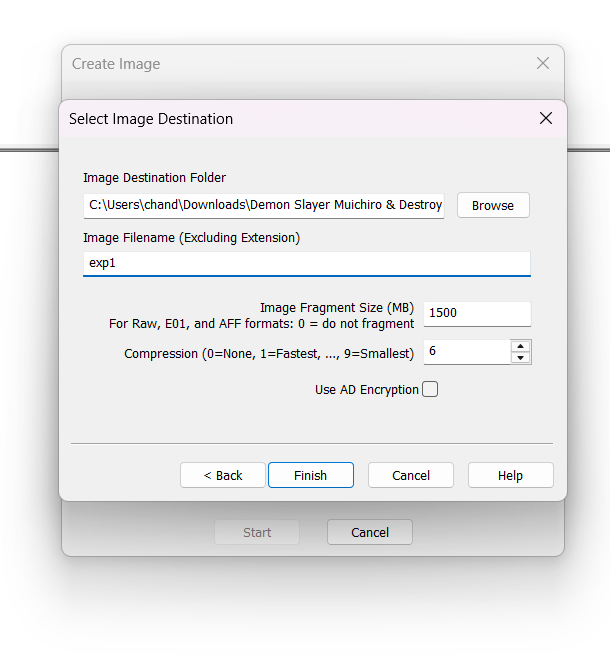 Create Image
Select Image Destination
Image Destination Folder
C:\Users\chand\Downloads\Demon Slayer Muichiro & Destroy
Browse
Image Filename (Excluding Extension)
exp1
Image Fragment Size (MB)
1500
For Raw, E01, and AFF formats: 0 = do not fragment
Compression (0=None, 1=Fastest, ..., 9=Smallest)
6
Use AD Encryption
< Back
Finish
Cancel
Help
Start
Cancel